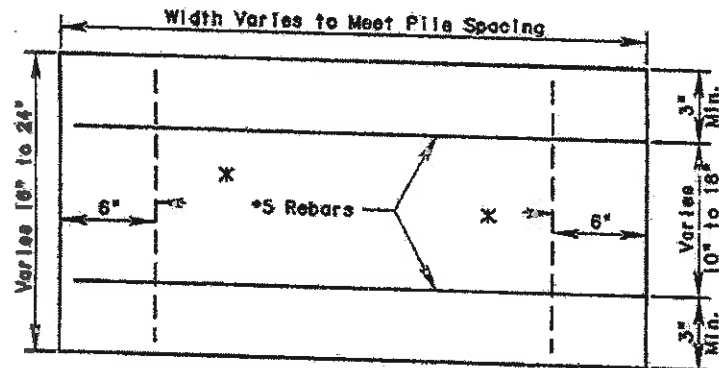 Width Varies to Meet Pile Spacing
Varies 16" to 24"
3"
Min.
6"
*
#5 Rebars
*
6"
Varies
10" to 18"
3"
Min.